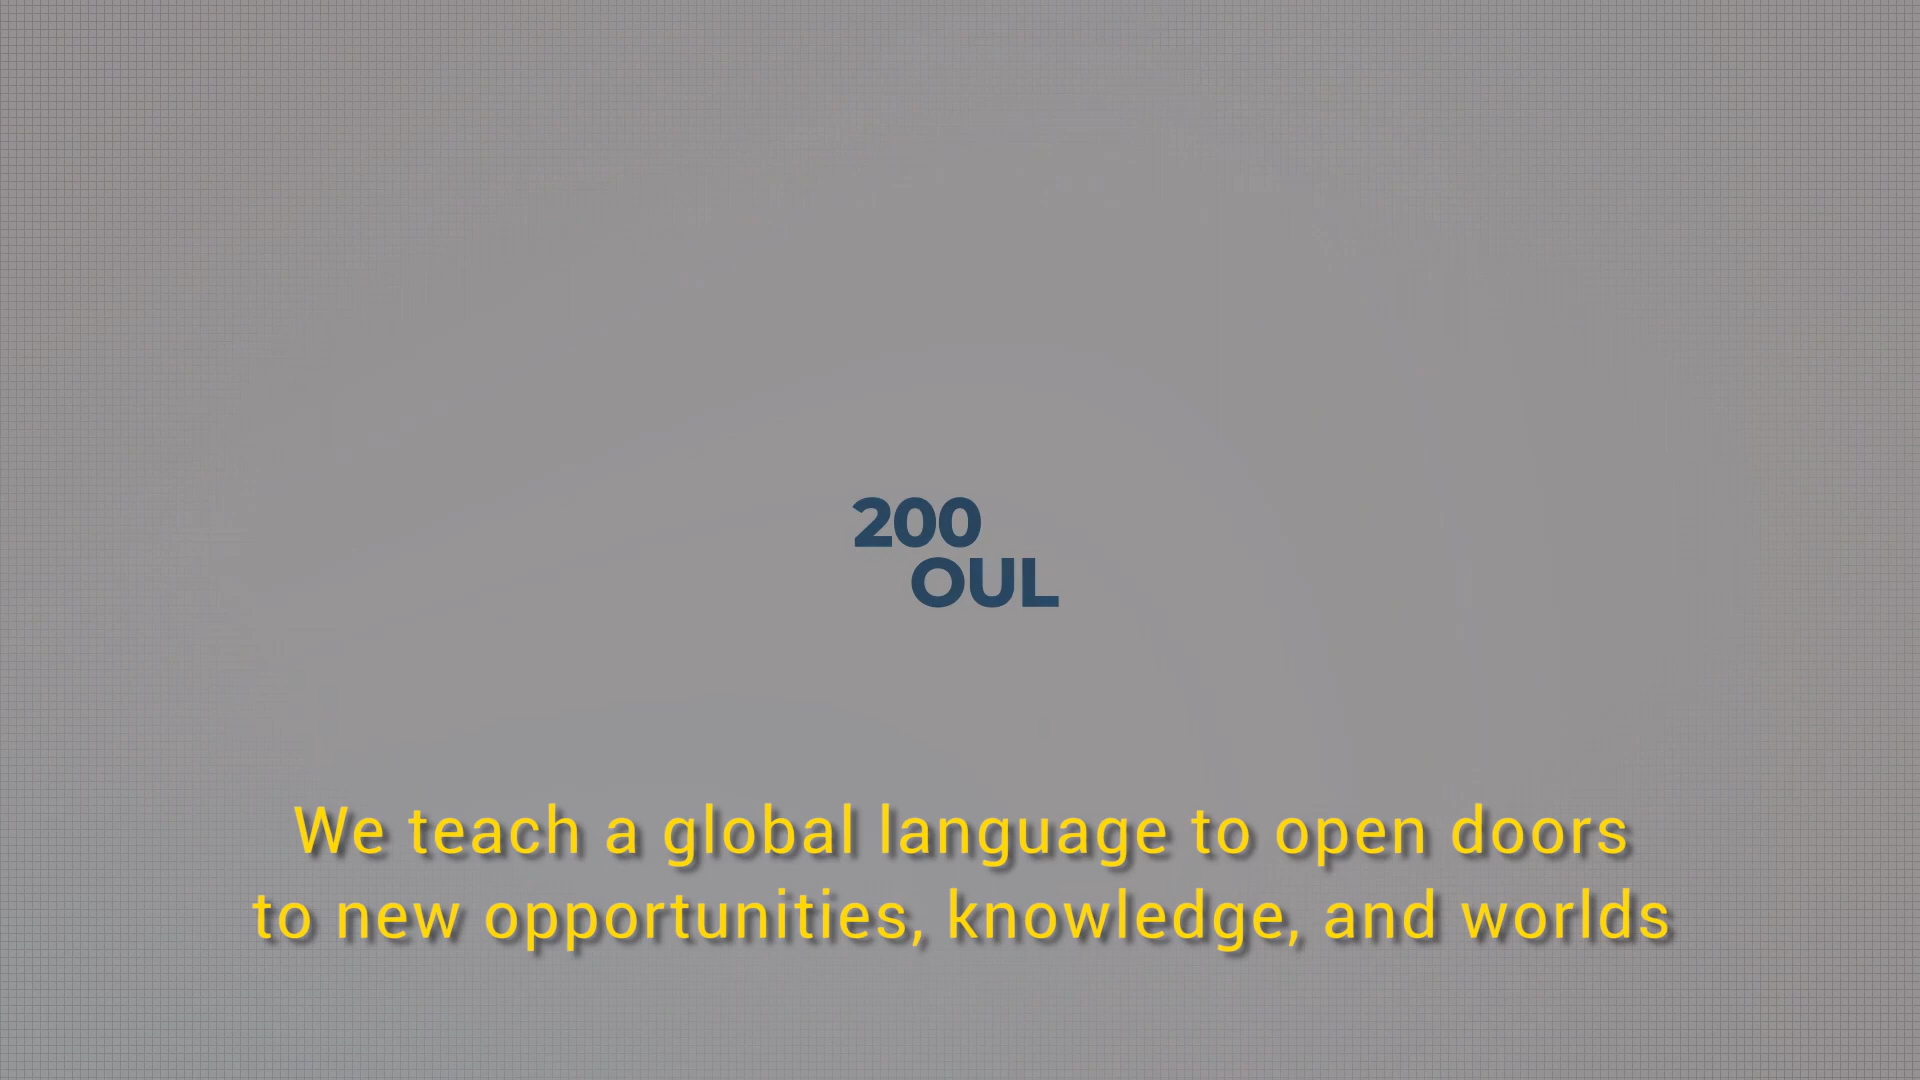 200
OUL
We teach a global language to open doors
to new opportunities, knowledge, and worlds